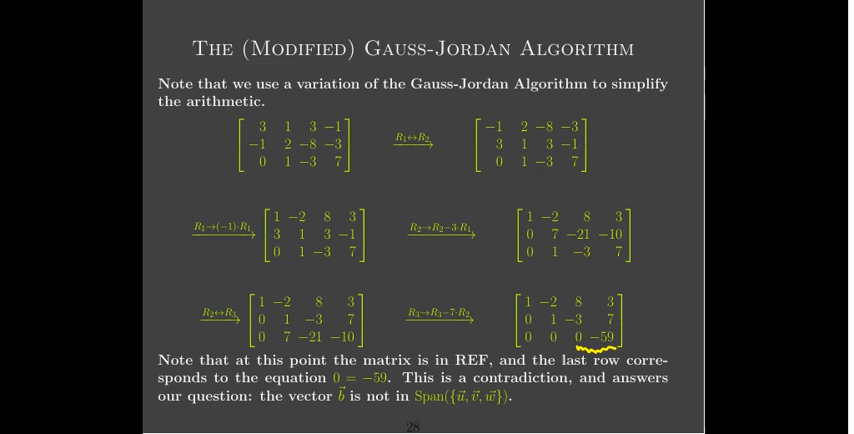 The (Modified) Gauss-Jordan Algorithm
Note that we use a variation of the Gauss-Jordan Algorithm to simplify
the arithmetic.
3 1 3 −1 R₁↔R₂ −1 2 −8 −3
−1 2 −8 −3 3 1 3 −1
0 1 −3 7 0 1 −3 7
R₁→(−1)·R₁ 1 −2 8 3 R₂→R₂−3·R₁ 1 −2 8 3
3 1 3 −1 0 7 −21 −10
0 1 −3 7 0 1 −3 7
R₂↔R₃ 1 −2 8 3 R₃→R₃−7·R₂ 1 −2 8 3
0 1 −3 7 0 1 −3 7
0 7 −21 −10 0 0 0 −59
Note that at this point the matrix is in REF, and the last row corre-
sponds to the equation 0 = −59. This is a contradiction, and answers
our question: the vector b⃗ is not in Span({u⃗, v⃗, w⃗}).
28